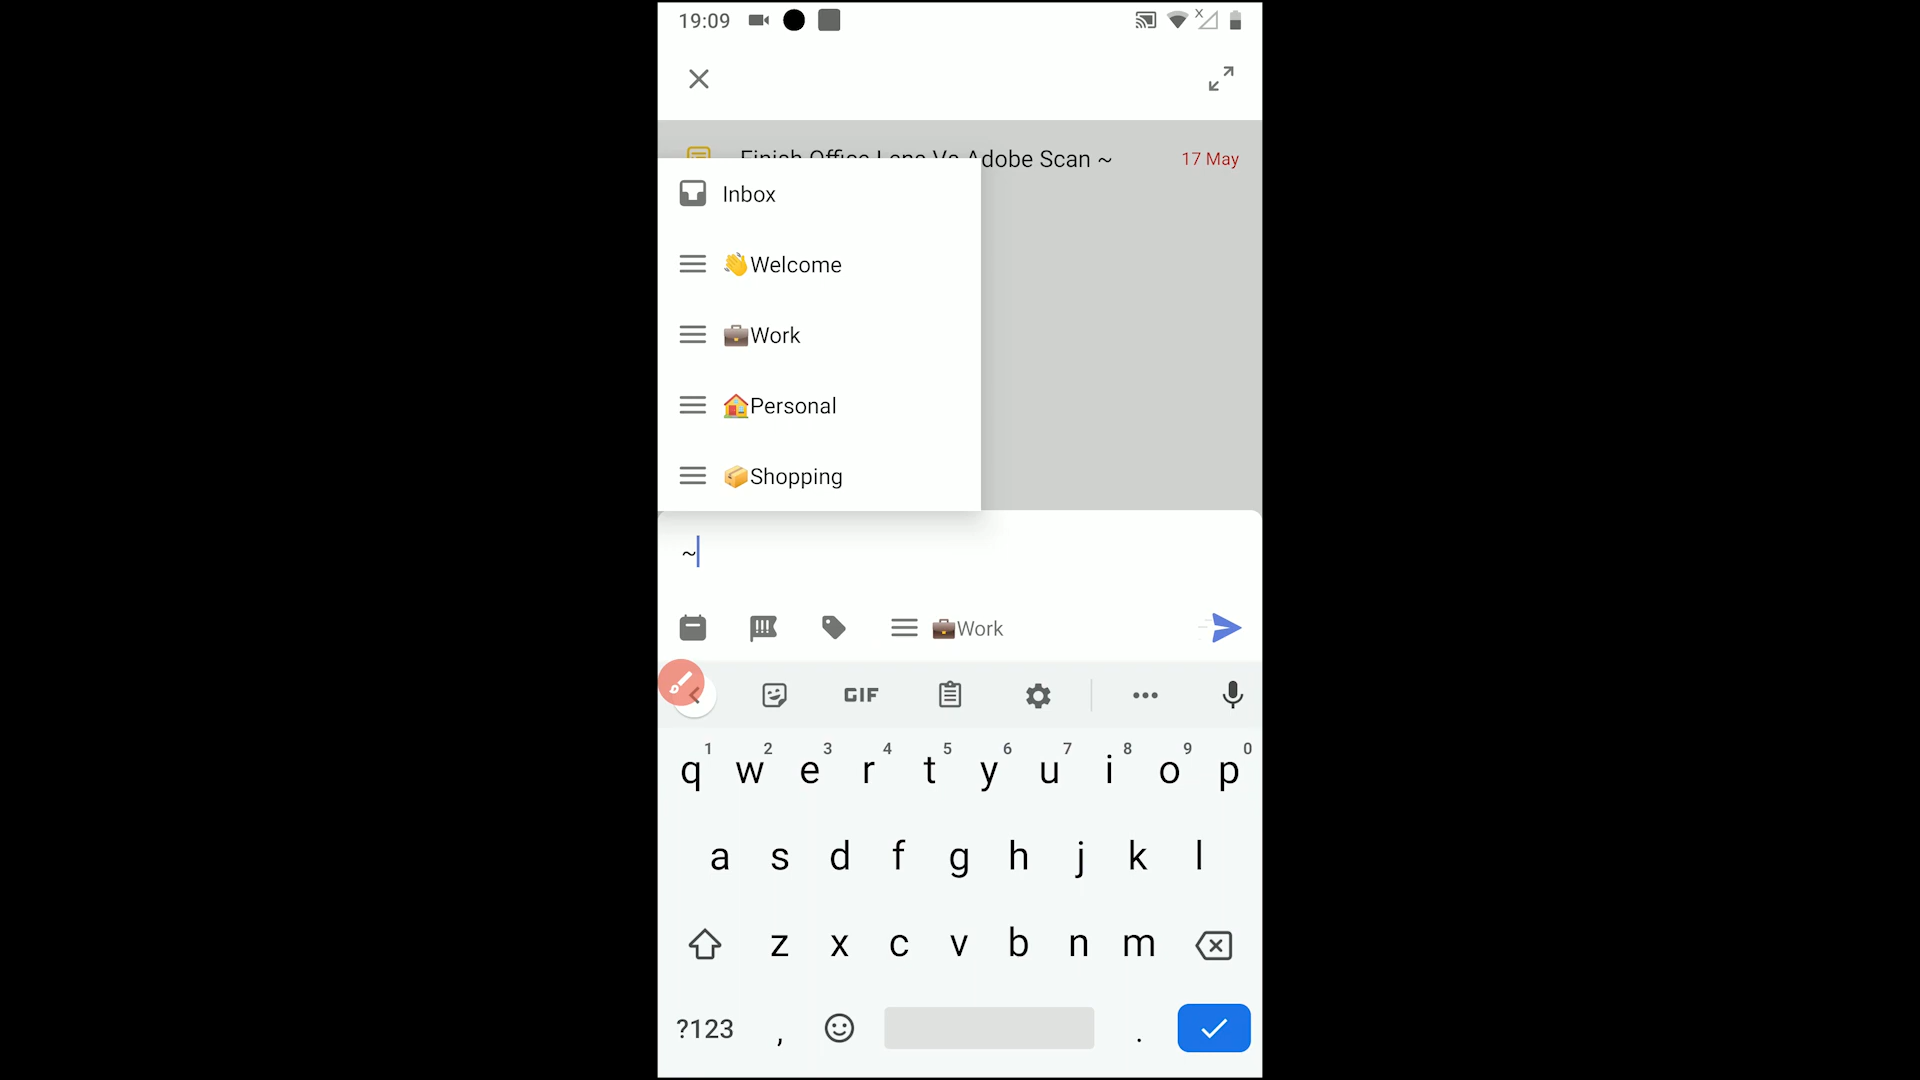 19:09
Finish Office Lens Vs Adobe Scan ~ 17 May
Inbox
👋Welcome
💼Work
🏠Personal
📦Shopping
~
💼Work
GIF
1 2 3 4 5 6 7 8 9 0
q w e r t y u i o p
a s d f g h j k l
z x c v b n m
?123 , .